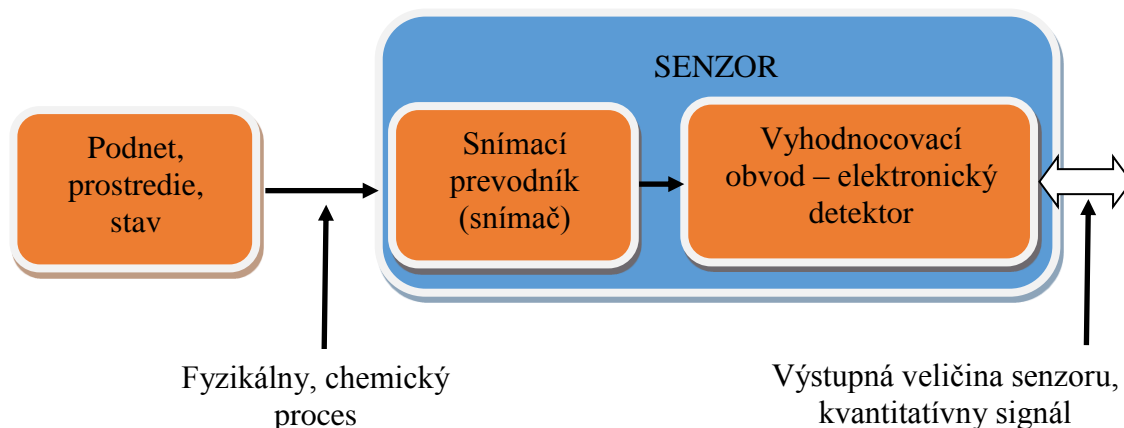 SENZOR
Podnet,
prostredie,
stav
Snímací
prevodník
(snímač)
Vyhodnocovací
obvod – elektronický
detektor
Fyzikálny, chemický
proces
Výstupná veličina senzoru,
kvantitatívny signál